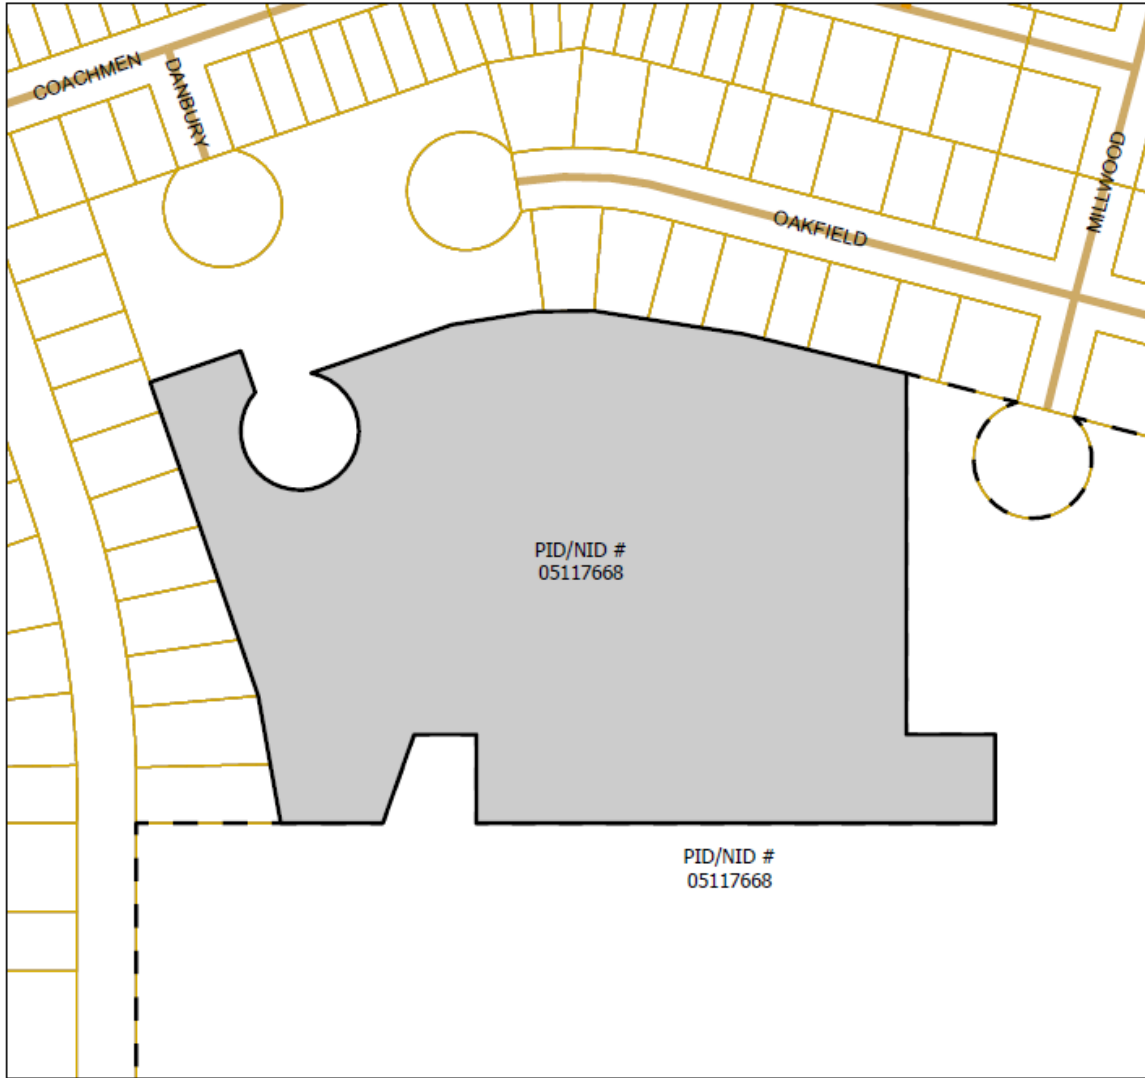 COACHMEN
DANBURY
MILLWOOD
OAKFIELD
PID/NID #
05117668
PID/NID #
05117668